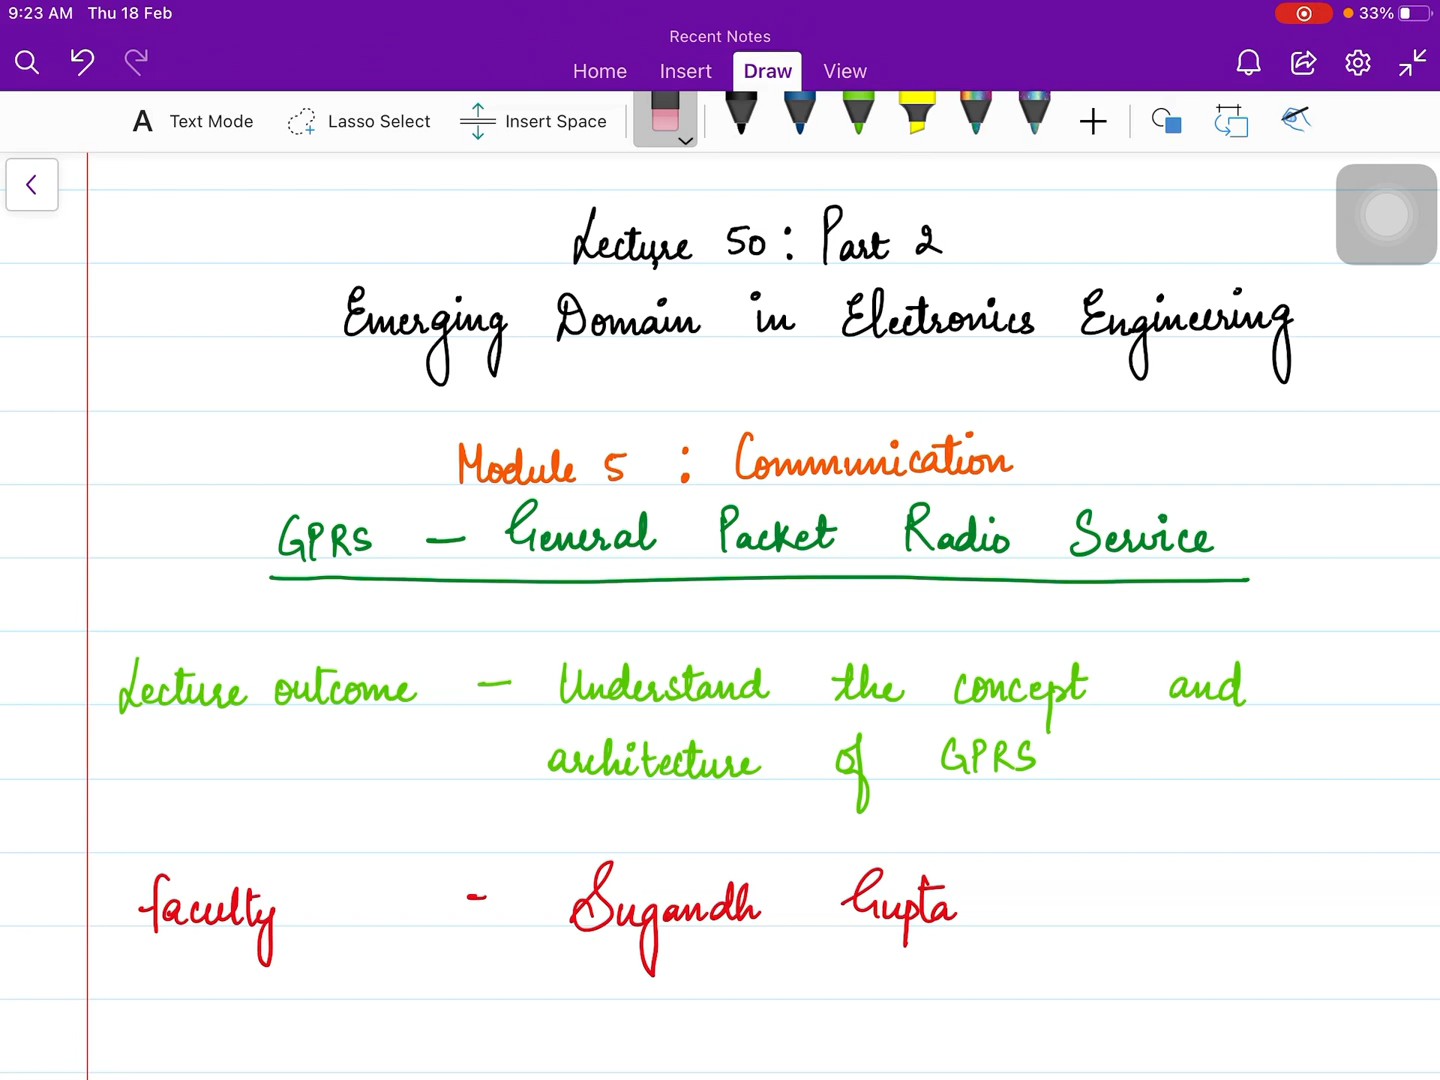 9:23 AM Thu 18 Feb
33%
Recent Notes
Home Insert Draw View
A Text Mode Lasso Select Insert Space
Lecture 50 : Part 2
Emerging Domain in Electronics Engineering
Module 5 : Communication
GPRS – General Packet Radio Service
Lecture outcome – Understand the concept and
architecture of GPRS
faculty - Sugandh Gupta